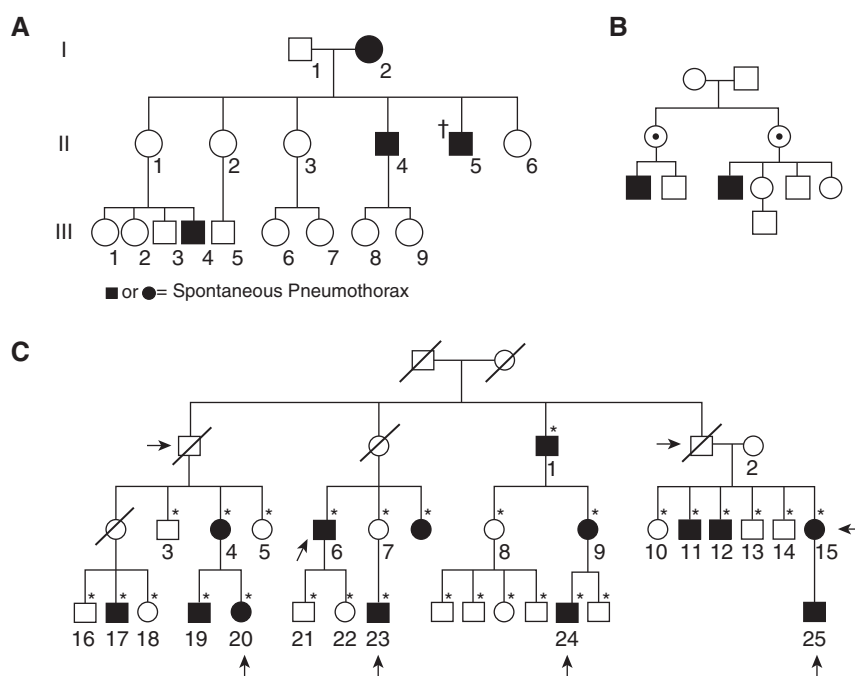 A
B
I
1 2
II
1 2 3 † 4 5 6
III
1 2 3 4 5 6 7 8 9
■ or ●= Spontaneous Pneumothorax
C
*
1 2
* * * * * * * * * * * * * *
3 4 5 6 7 8 9 10 11 12 13 14 15
* * * * * * * * * * * * * *
16 17 18 19 20 21 22 23 24 25